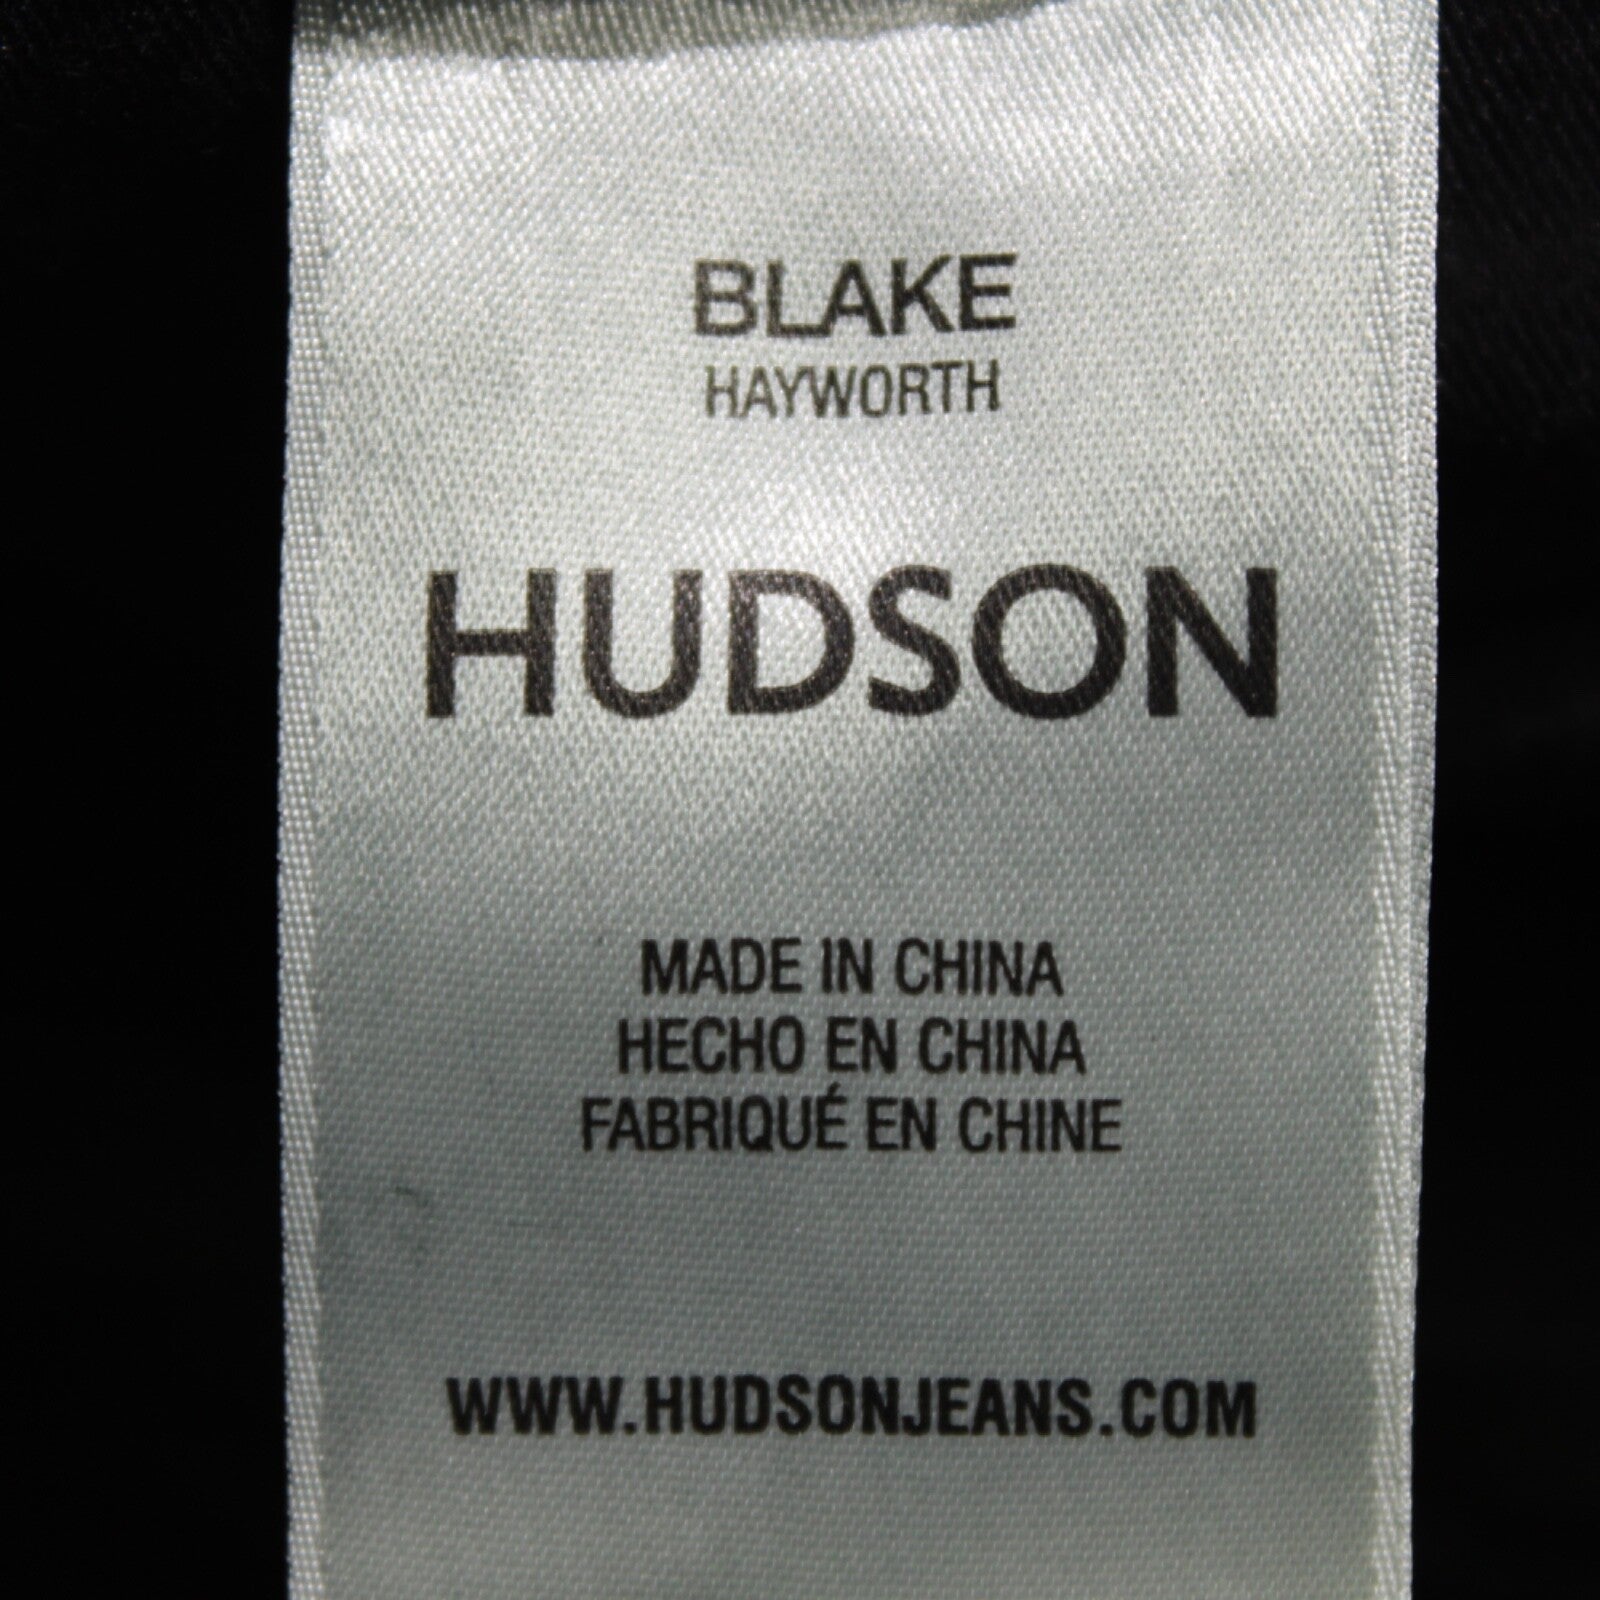 BLAKE
HAYWORTH
HUDSON
MADE IN CHINA
HECHO EN CHINA
FABRIQUÉ EN CHINE
WWW.HUDSONJEANS.COM